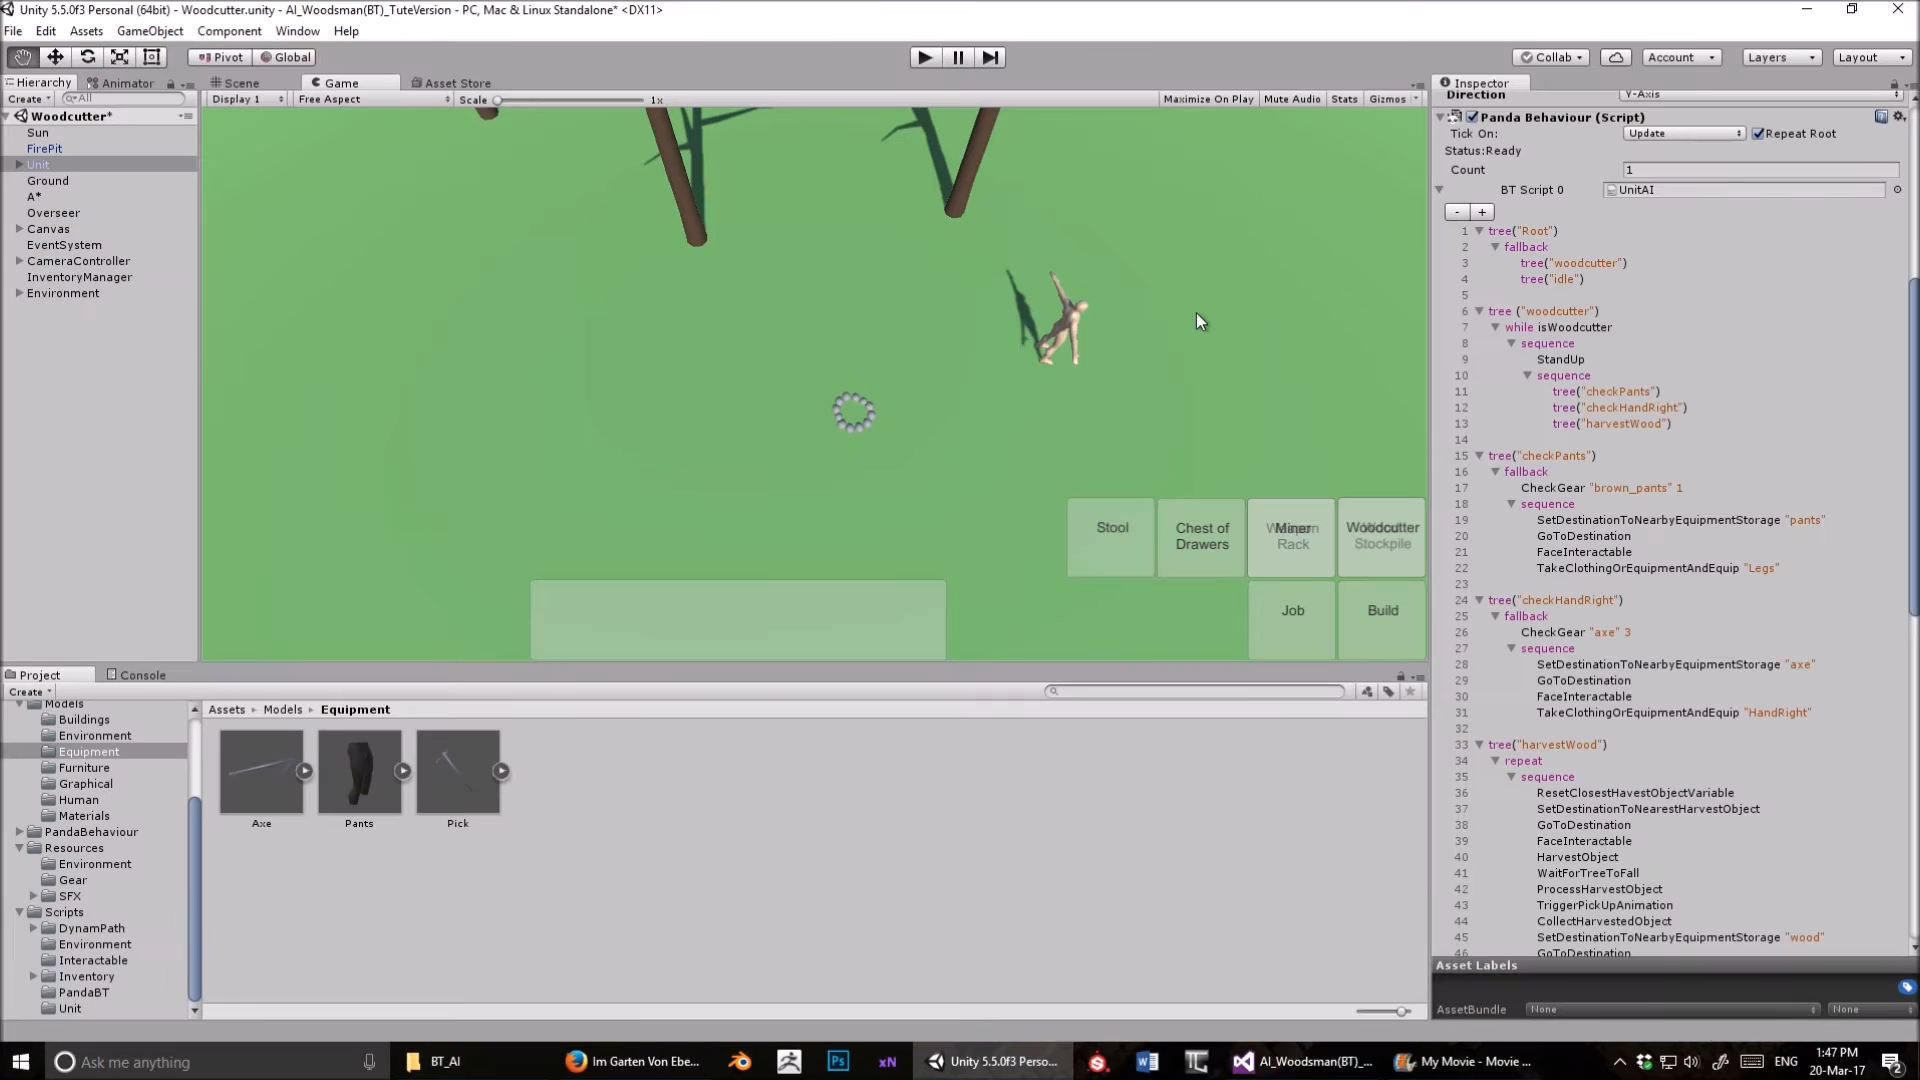 Unity 5.5.0f3 Personal (64bit) - Woodcutter.unity - AI_Woodsman(BT)_TuteVersion - PC, Mac & Linux Standalone* <DX11>
File Edit Assets GameObject Component Window Help
Pivot Global Collab Account Layers Layout
Hierarchy Animator Scene Game Asset Store Inspector
Create All Display 1 Free Aspect Scale 1x Maximize On Play Mute Audio Stats Gizmos Direction Y-Axis
Woodcutter*
Sun
FirePit
Unit
Ground
A*
Overseer
Canvas
EventSystem
CameraController
InventoryManager
Environment
Stool
Chest of Drawers
Miner
Rack
Woodcutter
Stockpile
Job
Build
Panda Behaviour (Script)
Tick On: Update Repeat Root
Status:Ready
Count 1
BT Script 0 UnitAI
- +
1 tree("Root")
2 fallback
3 tree("woodcutter")
4 tree("idle")
5
6 tree ("woodcutter")
7 while isWoodcutter
8 sequence
9 StandUp
10 sequence
11 tree("checkPants")
12 tree("checkHandRight")
13 tree("harvestWood")
14
15 tree("checkPants")
16 fallback
17 CheckGear "brown_pants" 1
18 sequence
19 SetDestinationToNearbyEquipmentStorage "pants"
20 GoToDestination
21 FaceInteractable
22 TakeClothingOrEquipmentAndEquip "Legs"
23
24 tree("checkHandRight")
25 fallback
26 CheckGear "axe" 3
27 sequence
28 SetDestinationToNearbyEquipmentStorage "axe"
29 GoToDestination
30 FaceInteractable
31 TakeClothingOrEquipmentAndEquip "HandRight"
32
33 tree("harvestWood")
34 repeat
35 sequence
36 ResetClosestHavestObjectVariable
37 SetDestinationToNearestHarvestObject
38 GoToDestination
39 FaceInteractable
40 HarvestObject
41 WaitForTreeToFall
42 ProcessHarvestObject
43 TriggerPickUpAnimation
44 CollectHarvestedObject
45 SetDestinationToNearbyEquipmentStorage "wood"
46 GoToDestination
Asset Labels
AssetBundle None None
Project Console
Create
Models
Buildings
Environment
Equipment
Furniture
Graphical
Human
Materials
PandaBehaviour
Resources
Environment
Gear
SFX
Scripts
DynamPath
Environment
Interactable
Inventory
PandaBT
Unit
Assets Models Equipment
Axe Pants Pick
Ask me anything BT_AI Im Garten Von Ebe... Ps xN Unity 5.5.0f3 Perso... AI_Woodsman(BT)_... My Movie - Movie ... ENG 1:47 PM
20-Mar-17 2